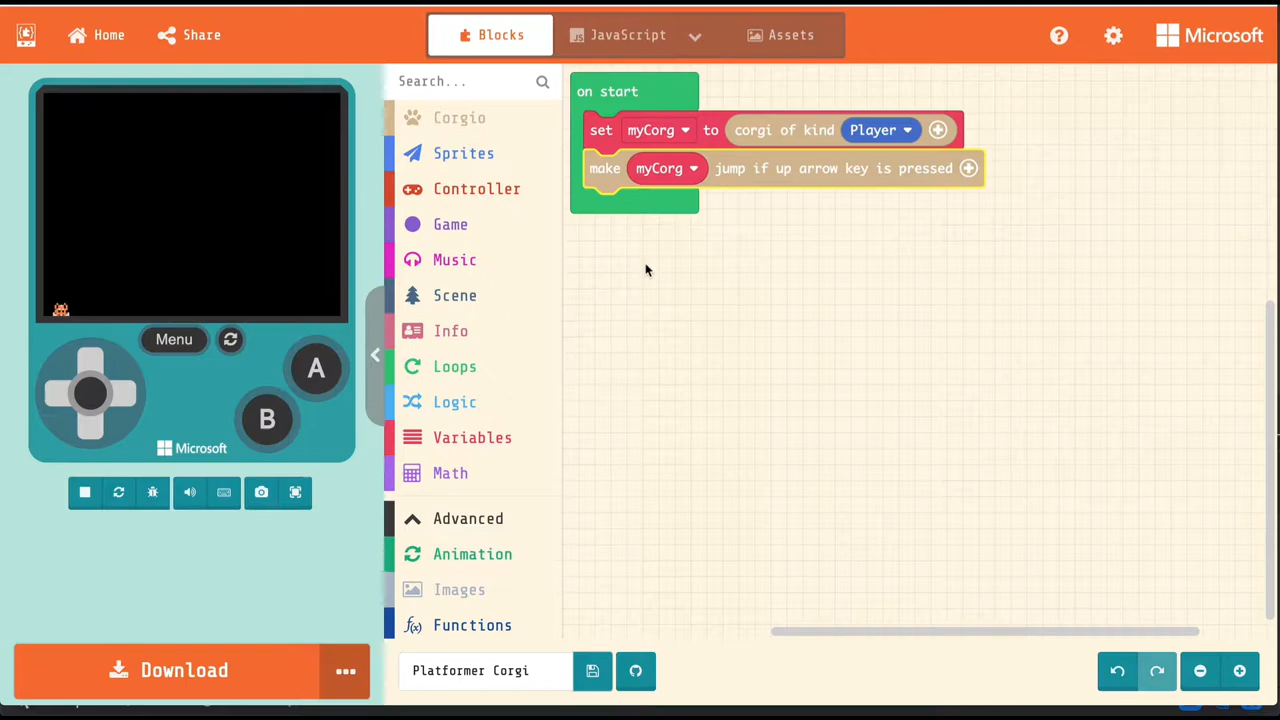 Home
Share
Blocks
JavaScript
Assets
Microsoft
Search...
Corgio
Sprites
Controller
Game
Music
Scene
Info
Loops
Logic
Variables
Math
Advanced
Animation
Images
Functions
on start
set myCorg to corgi of kind Player
make myCorg jump if up arrow key is pressed
Menu
A
B
Microsoft
Download
Platformer Corgi